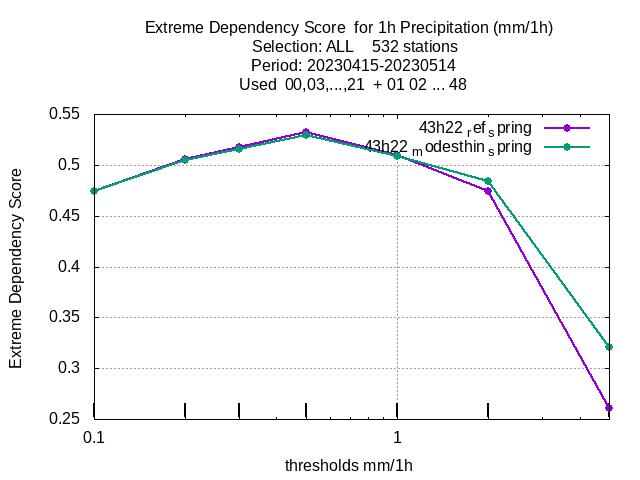 Extreme Dependency Score  for 1h Precipitation (mm/1h)
Selection: ALL    532 stations
Period: 20230415-20230514
Used  00,03,...,21  + 01 02 ... 48
43h22 ref spring
43h22 modesthin spring
0.55
0.5
0.45
0.4
0.35
0.3
0.25
Extreme Dependency Score
0.1
1
thresholds mm/1h